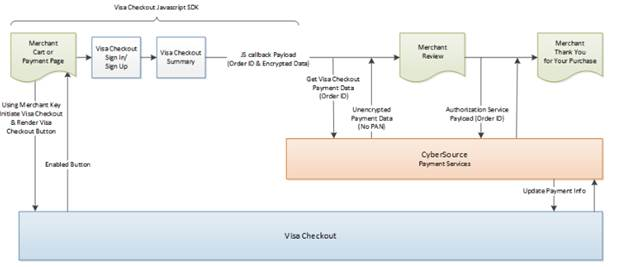 Visa Checkout Javascript SDK
Merchant
Cart or
Payment Page
Visa Checkout
Sign In/
Sign Up
Visa Checkout
Summary
JS callback Payload
(Order ID & Encrypted Data)
Merchant
Review
Merchant
Thank You
for Your Purchase
Get Visa Checkout
Payment Data
(Order ID)
Unencrypted
Payment Data
(No PAN)
Authorization Service
Payload (Order ID)
Using Merchant Key
Initiate Visa Checkout
& Render Visa
Checkout Button
Enabled Button
CyberSource
Payment Services
Update Payment Info
Visa Checkout